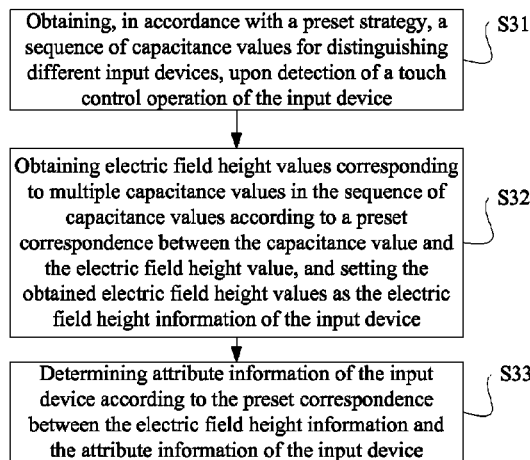 Obtaining, in accordance with a preset strategy, a
sequence of capacitance values for distinguishing
different input devices, upon detection of a touch
control operation of the input device
S31
Obtaining electric field height values corresponding
to multiple capacitance values in the sequence of
capacitance values according to a preset
correspondence between the capacitance value and
the electric field height value, and setting the
obtained electric field height values as the electric
field height information of the input device
S32
Determining attribute information of the input
device according to the preset correspondence
between the electric field height information and
the attribute information of the input device
S33